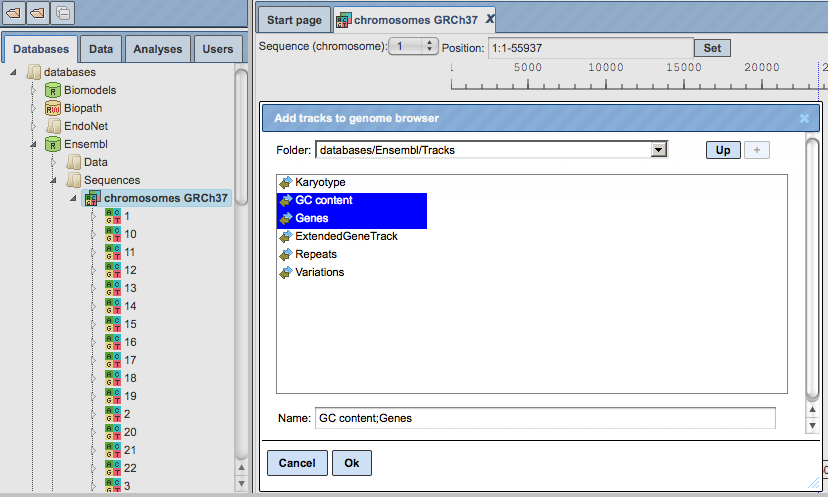 Start page
chromosomes GRCh37 X
Databases Data Analyses Users
Sequence (chromosome): 1 Position: 1:1-55937 Set
5000 10000 15000 20000 2
databases
Biomodels
Biopath
EndoNet
Ensembl
Data
Sequences
chromosomes GRCh37
1
10
11
12
13
14
15
16
17
18
19
2
20
21
22
3
Add tracks to genome browser
Folder: databases/Ensembl/Tracks Up +
Karyotype
GC content
Genes
ExtendedGeneTrack
Repeats
Variations
Name: GC content;Genes
Cancel Ok